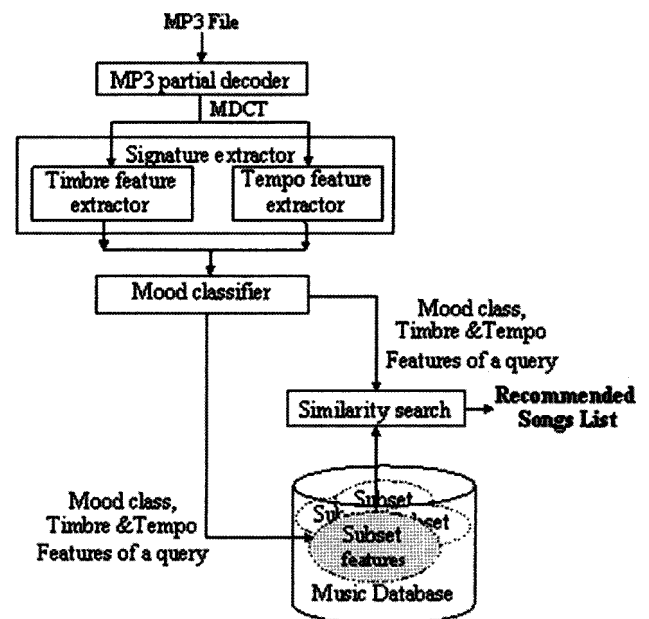 MP3 File
MP3 partial decoder
MDCT
Signature extractor
Timbre feature
extractor
Tempo feature
extractor
Mood classifier
Mood class,
Timbre &Tempo
Features of a query
Similarity search
Recommended
Songs List
Mood class,
Timbre &Tempo
Features of a query
Subset
Su
bset
Subset
features
Music Database